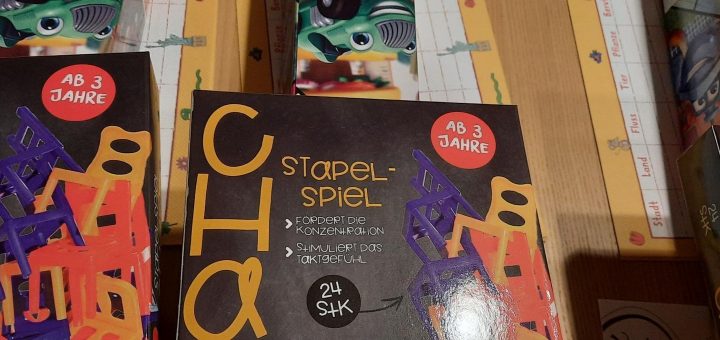 AB 3
JAHRE
C
H
a
STAPEL-
SPIEL
FÖRDERT DIE
KONZENTRATION
STIMULIERT DAS
TAKTGEFÜHL
24
StK
AB 3
JAHRE
Stadt
Land
Fluss
Tier
Pflanze
Pflanze